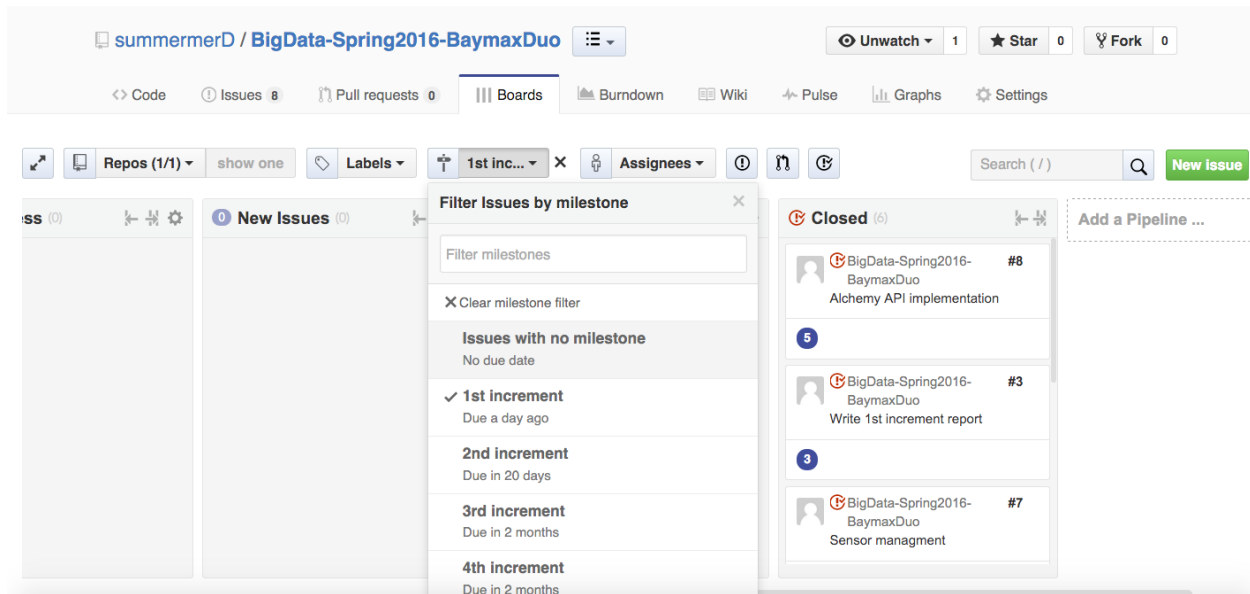 summermerD / BigData-Spring2016-BaymaxDuo
Unwatch 1 Star 0 Fork 0
Code Issues 8 Pull requests 0 Boards Burndown Wiki Pulse Graphs Settings
Repos (1/1) show one Labels 1st inc... Assignees Search ( / ) New issue
Filter Issues by milestone
Filter milestones
Clear milestone filter
Issues with no milestone
No due date
1st increment
Due a day ago
2nd increment
Due in 20 days
3rd increment
Due in 2 months
4th increment
Due in 2 months
ess (0)
0 New Issues (0)
Closed (6)
BigData-Spring2016- #8
BaymaxDuo
Alchemy API implementation
5
BigData-Spring2016- #3
BaymaxDuo
Write 1st increment report
3
BigData-Spring2016- #7
BaymaxDuo
Sensor managment
Add a Pipeline ...